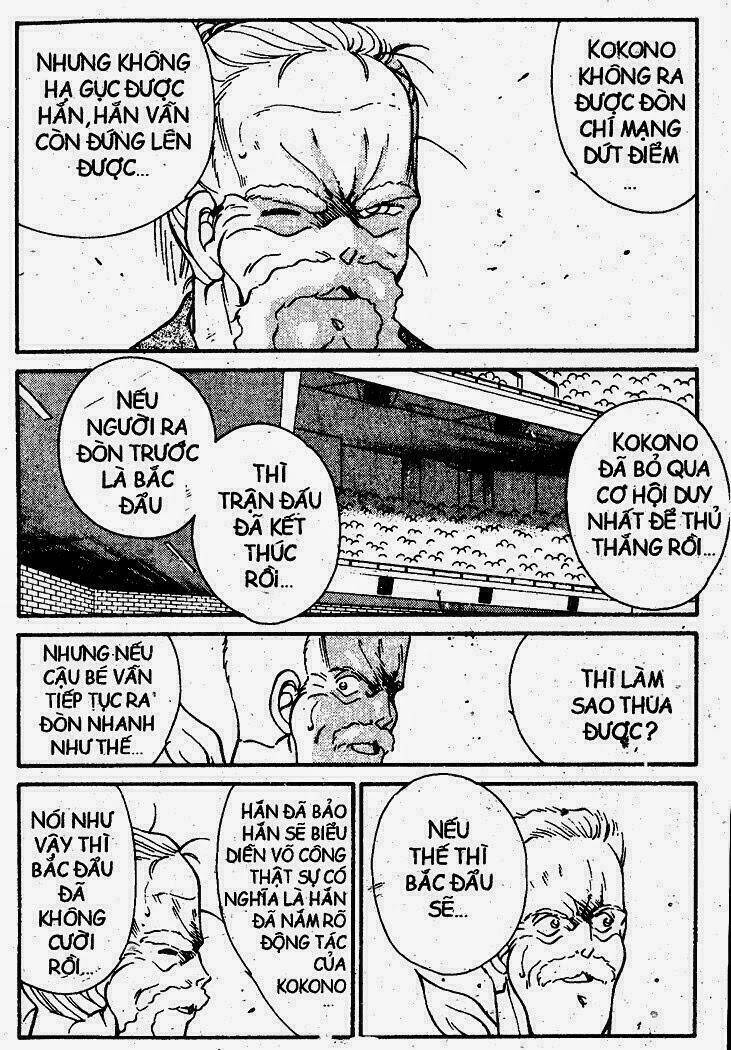 KOKONO
KHÔNG RA
ĐƯỢC ĐÒN
CHÍ MẠNG
DỨT ĐIỂM
...
NHƯNG KHÔNG
HẠ GỤC ĐƯỢC
HẮN, HẮN VẪN
CÒN ĐỨNG LÊN
ĐƯỢC...
KOKONO
ĐÃ BỎ QUA
CƠ HỘI DUY
NHẤT ĐỂ THỦ
THẮNG RỒI...
NẾU
NGƯỜI RA
ĐÒN TRƯỚC
LÀ BẮC
ĐẨU
THÌ
TRẬN ĐẤU
ĐÃ KẾT
THÚC
RỒI...
THÌ LÀM
SAO THUA
ĐƯỢC?
NHƯNG NẾU
CẬU BÉ VẪN
TIẾP TỤC RA
ĐÒN NHANH
NHƯ THẾ...
NẾU
THẾ THÌ
BẮC ĐẨU
SẼ...
HẮN ĐÃ BẢO
HẮN SẼ BIỂU
DIỄN VÕ CÔNG
THẬT SỰ CÓ
NGHĨA LÀ HẮN
ĐÃ NẮM RÕ
ĐỘNG TÁC
CỦA
KOKONO
...
NÓI NHƯ
VẬY THÌ
BẮC ĐẨU
ĐÃ
KHÔNG
CƯỜI
RỒI...